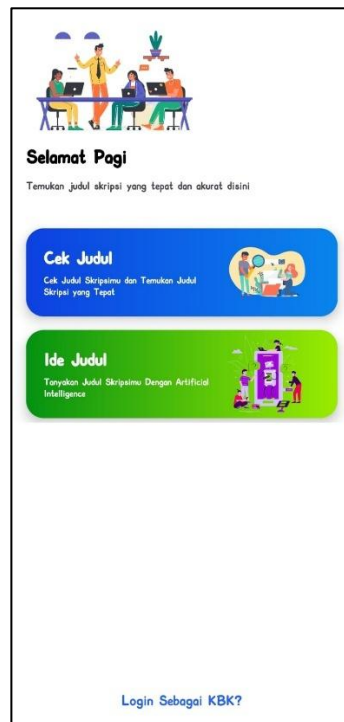 Selamat Pagi
Temukan judul skripsi yang tepat dan akurat disini
Cek Judul
Cek Judul Skripsimu dan Temukan Judul
Skripsi yang Tepat
Ide Judul
Tanyakan Judul Skripsimu Dengan Artificial
Intelligence
Login Sebagai KBK?